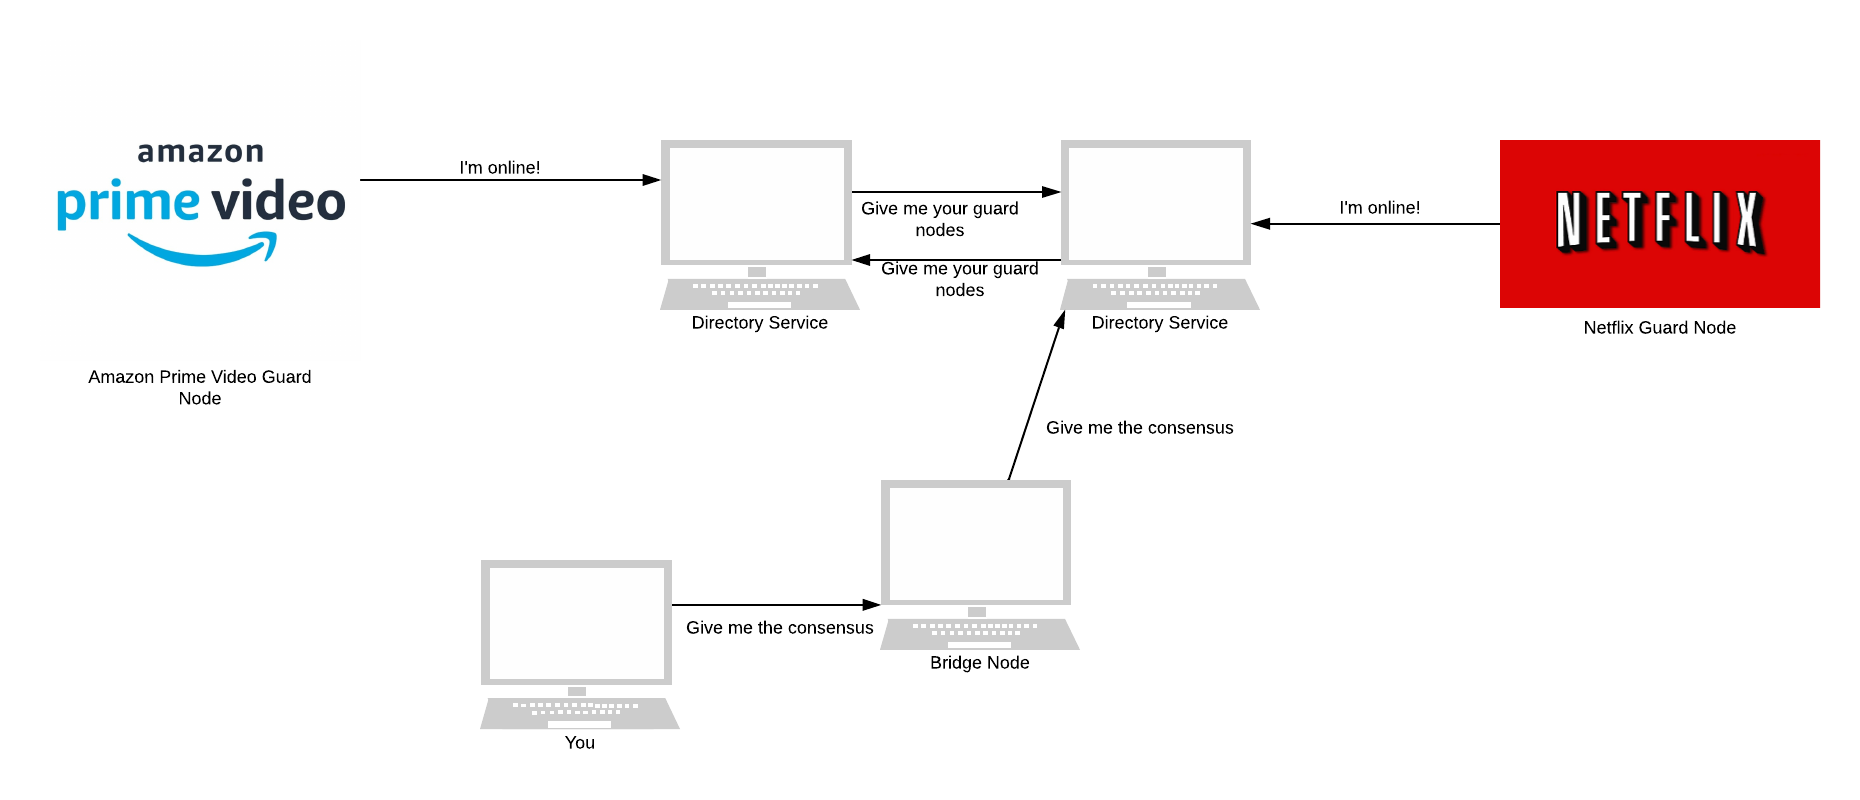 amazon
prime video
I'm online!
Give me your guard
nodes
Give me your guard
nodes
I'm online!
NETFLIX
Directory Service
Directory Service
Netflix Guard Node
Amazon Prime Video Guard
Node
Give me the consensus
Give me the consensus
Bridge Node
You